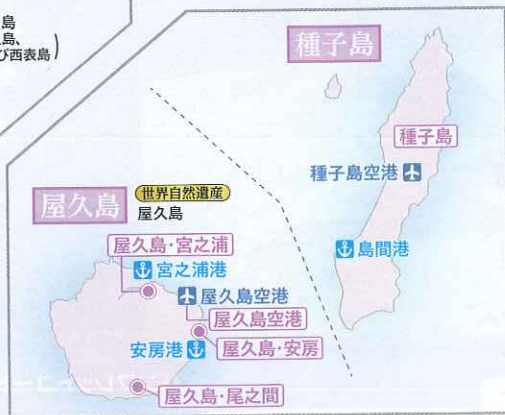 島
島、
び西表島)
種子島
種子島
種子島空港
島間港
屋久島
世界自然遺産
屋久島
屋久島・宮之浦
宮之浦港
屋久島空港
屋久島空港
安房港
屋久島・安房
屋久島・尾之間